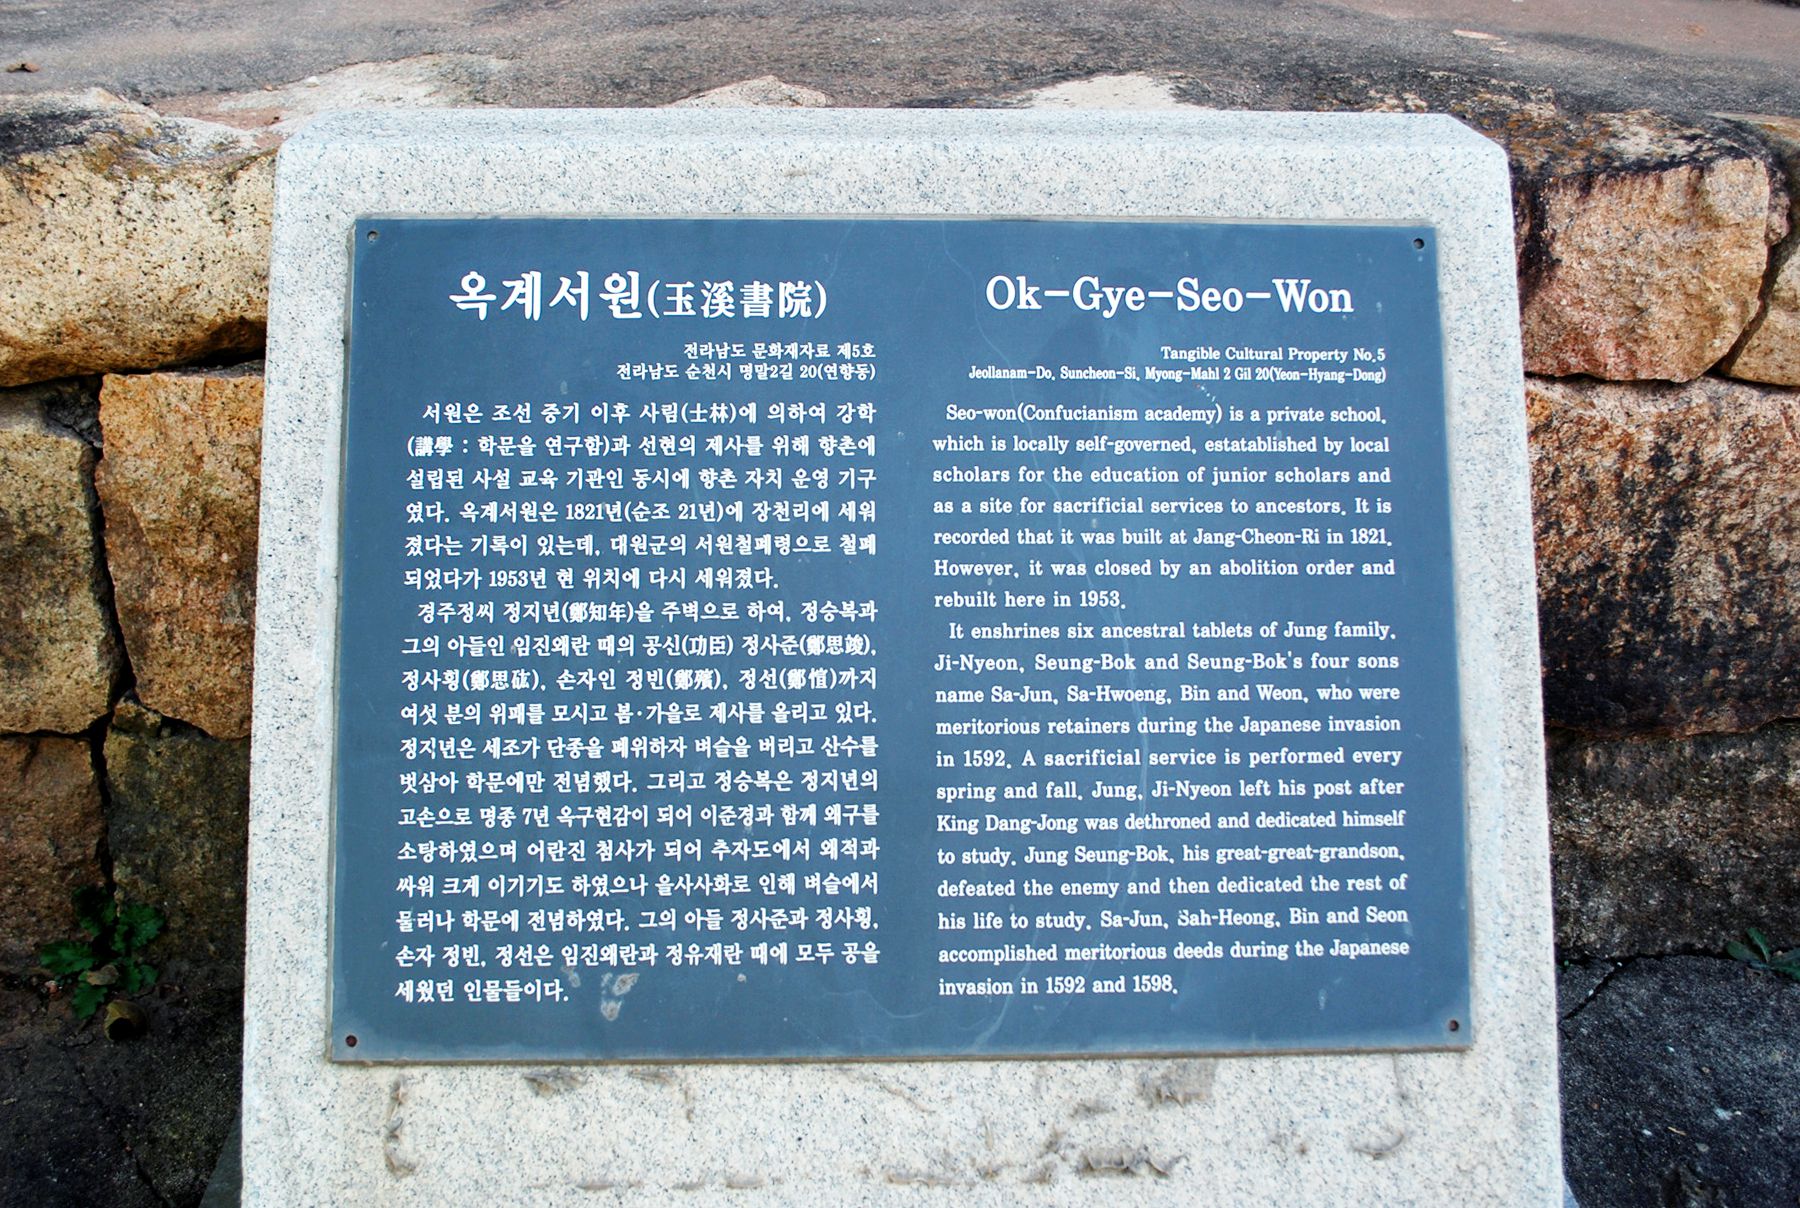 옥계서원(玉溪書院)
전라남도 문화재자료 제5호
전라남도 순천시 명말2길 20(연향동)
서원은 조선 중기 이후 사림(士林)에 의하여 강학
(講學 : 학문을 연구함)과 선현의 제사를 위해 향촌에
설립된 사설 교육 기관인 동시에 향촌 자치 운영 기구
였다. 옥계서원은 1821년(순조 21년)에 장천리에 세워
졌다는 기록이 있는데, 대원군의 서원철폐령으로 철폐
되었다가 1953년 현 위치에 다시 세워졌다.
경주정씨 정지년(鄭知年)을 주벽으로 하여, 정승복과
그의 아들인 임진왜란 때의 공신(功臣) 정사준(鄭思竣),
정사횡(鄭思竑), 손자인 정빈(鄭殯), 정선(鄭愃)까지
여섯 분의 위패를 모시고 봄·가을로 제사를 올리고 있다.
정지년은 세조가 단종을 폐위하자 벼슬을 버리고 산수를
벗삼아 학문에만 전념했다. 그리고 정승복은 정지년의
고손으로 명종 7년 옥구현감이 되어 이준경과 함께 왜구를
소탕하였으며 어란진 첨사가 되어 추자도에서 왜적과
싸워 크게 이기기도 하였으나 을사사화로 인해 벼슬에서
물러나 학문에 전념하였다. 그의 아들 정사준과 정사횡,
손자 정빈, 정선은 임진왜란과 정유재란 때에 모두 공을
세웠던 인물들이다.
Ok-Gye-Seo-Won
Tangible Cultural Property No.5
Jeollanam-Do, Suncheon-Si, Myong-Mahl 2 Gil 20(Yeon-Hyang-Dong)
Seo-won(Confucianism academy) is a private school,
which is locally self-governed, estatablished by local
scholars for the education of junior scholars and
as a site for sacrificial services to ancestors. It is
recorded that it was built at Jang-Cheon-Ri in 1821.
However, it was closed by an abolition order and
rebuilt here in 1953.
It enshrines six ancestral tablets of Jung family,
Ji-Nyeon, Seung-Bok and Seung-Bok's four sons
name Sa-Jun, Sa-Hwoeng, Bin and Weon, who were
meritorious retainers during the Japanese invasion
in 1592. A sacrificial service is performed every
spring and fall. Jung, Ji-Nyeon left his post after
King Dang-Jong was dethroned and dedicated himself
to study. Jung Seung-Bok, his great-great-grandson,
defeated the enemy and then dedicated the rest of
his life to study. Sa-Jun, Sah-Heong, Bin and Seon
accomplished meritorious deeds during the Japanese
invasion in 1592 and 1598.